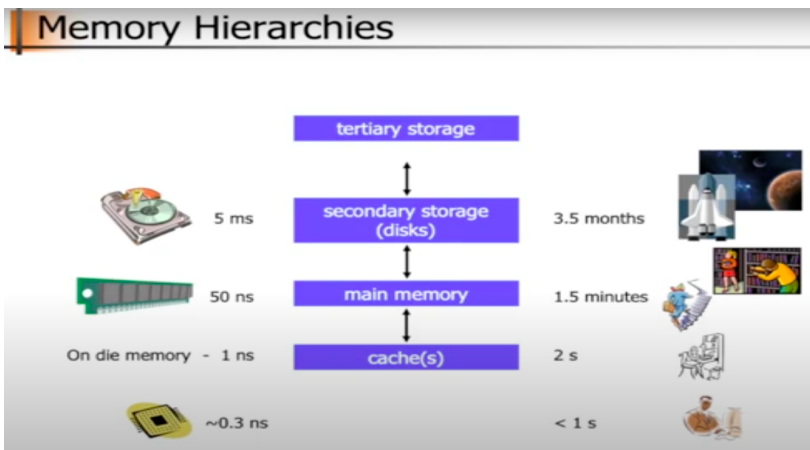 Memory Hierarchies
tertiary storage
5 ms
secondary storage
(disks)
3.5 months
50 ns
main memory
1.5 minutes
On die memory - 1 ns
cache(s)
2 s
~0.3 ns
< 1 s